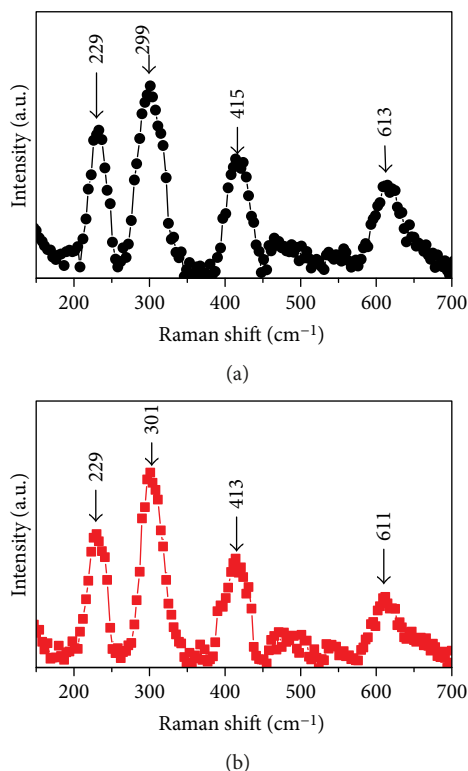 229
299
415
613
Intensity (a.u.)
200 300 400 500 600 700
Raman shift (cm⁻¹)
(a)
229
301
413
611
Intensity (a.u.)
200 300 400 500 600 700
Raman shift (cm⁻¹)
(b)